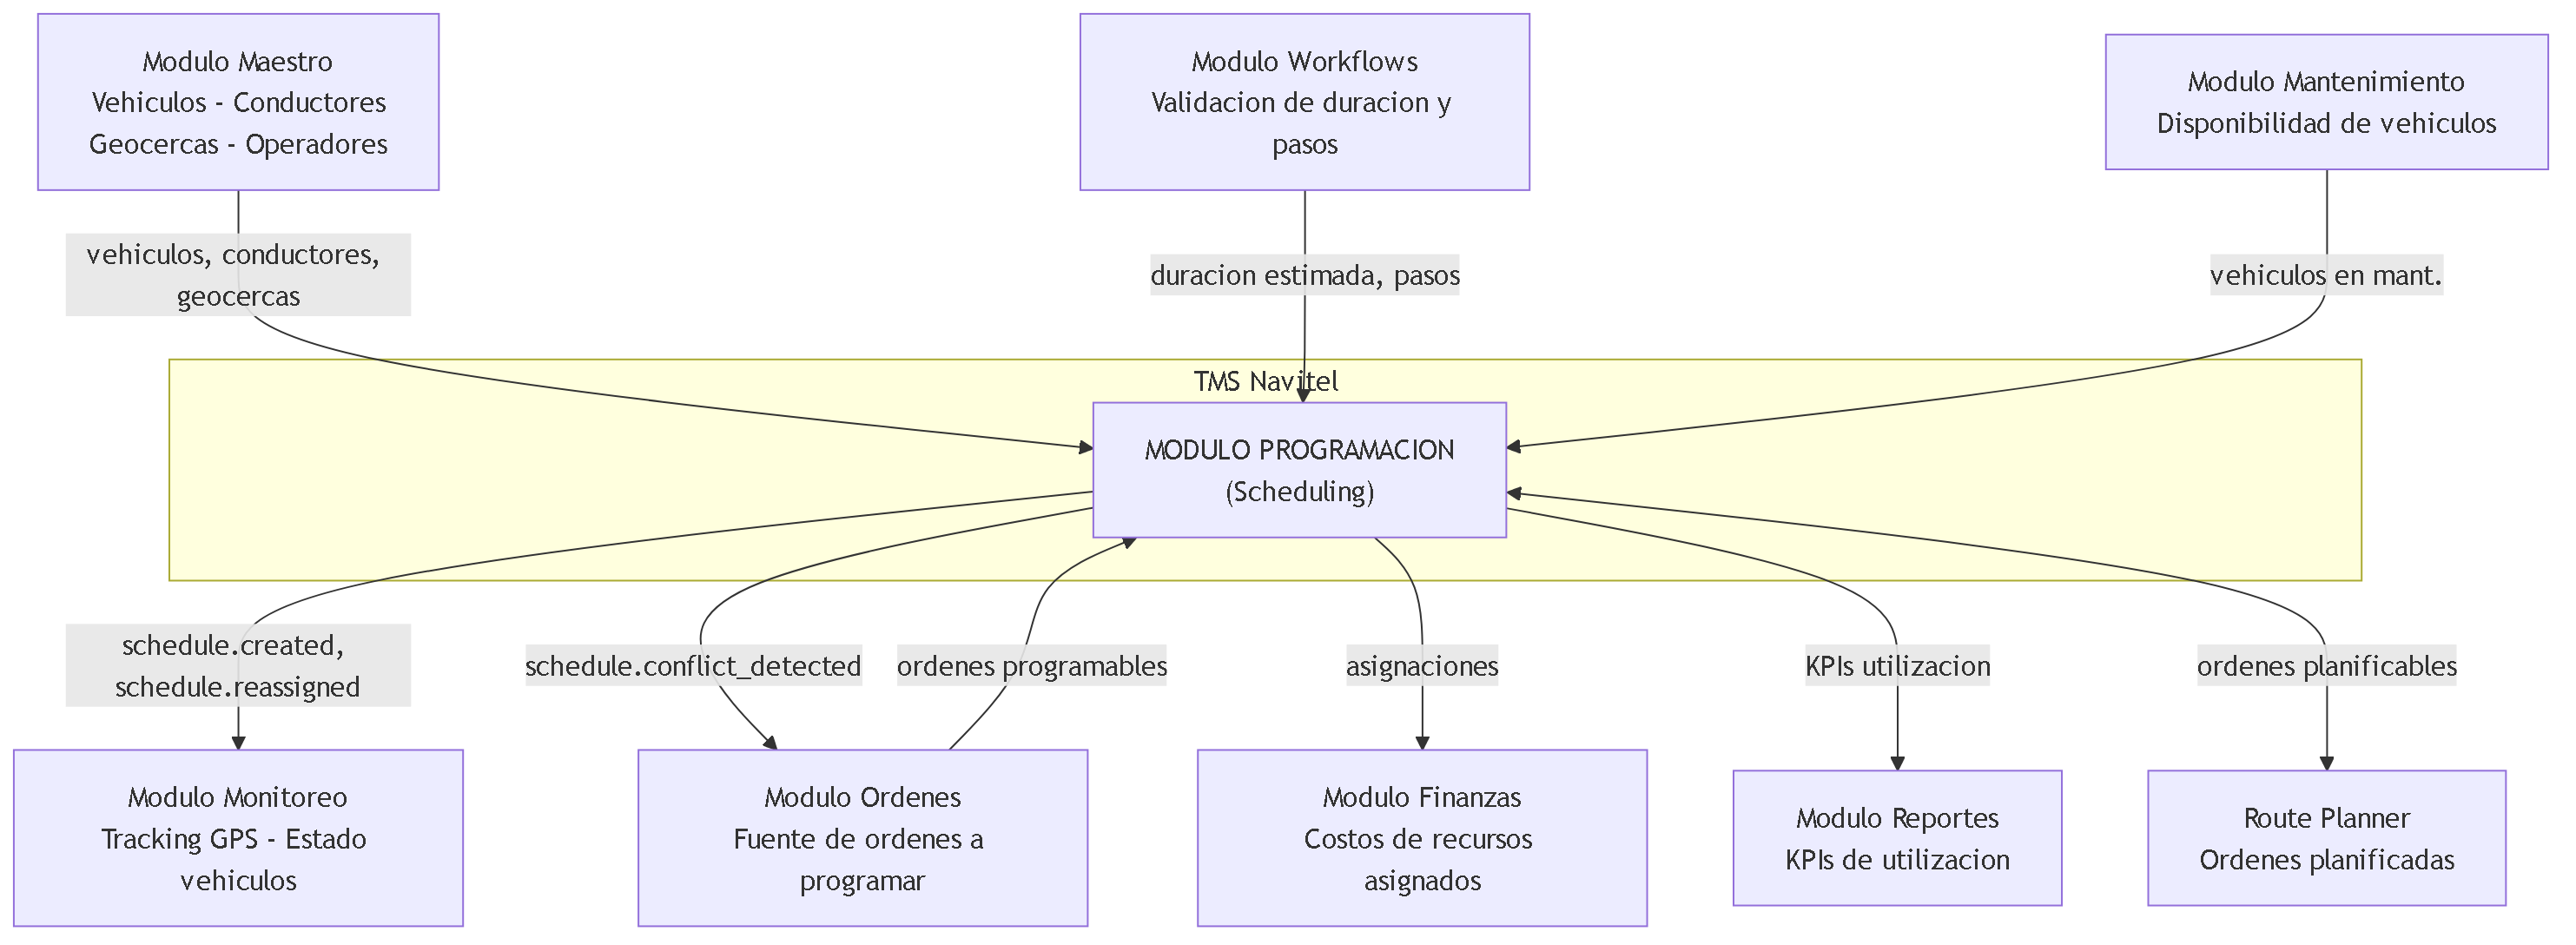 Modulo Maestro
Vehiculos - Conductores
Geocercas - Operadores
Modulo Workflows
Validacion de duracion y
pasos
Modulo Mantenimiento
Disponibilidad de vehiculos
vehiculos, conductores,
geocercas
duracion estimada, pasos
vehiculos en mant.
TMS Navitel
MODULO PROGRAMACION
(Scheduling)
schedule.created,
schedule.reassigned
schedule.conflict_detected
ordenes programables
asignaciones
KPIs utilizacion
ordenes planificables
Modulo Monitoreo
Tracking GPS - Estado
vehiculos
Modulo Ordenes
Fuente de ordenes a
programar
Modulo Finanzas
Costos de recursos
asignados
Modulo Reportes
KPIs de utilizacion
Route Planner
Ordenes planificadas